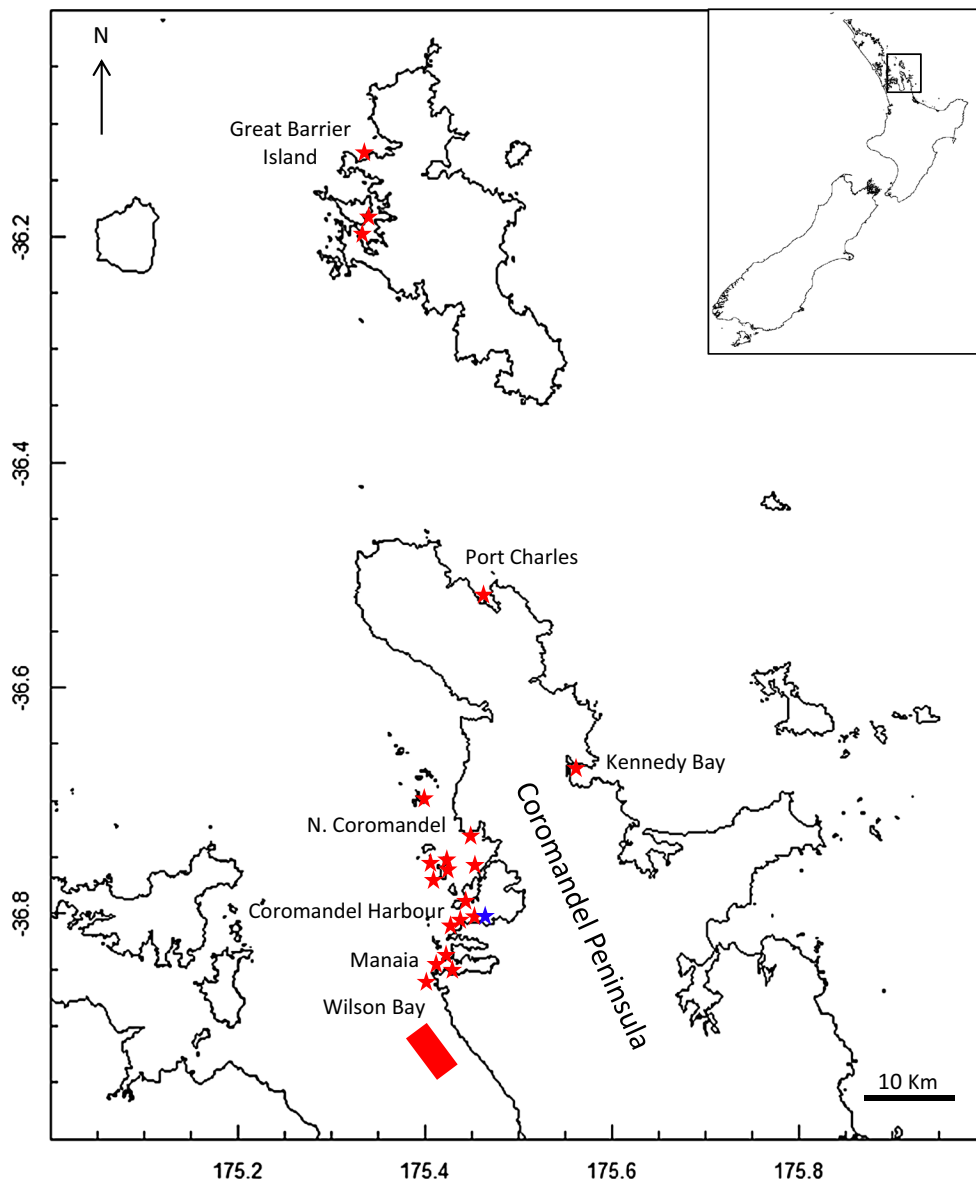 N
Great Barrier
Island
-36.2
-36.4
Port Charles
-36.6
Kennedy Bay
N. Coromandel
Coromandel Peninsula
-36.8
Coromandel Harbour
Manaia
Wilson Bay
10 Km
175.2
175.4
175.6
175.8